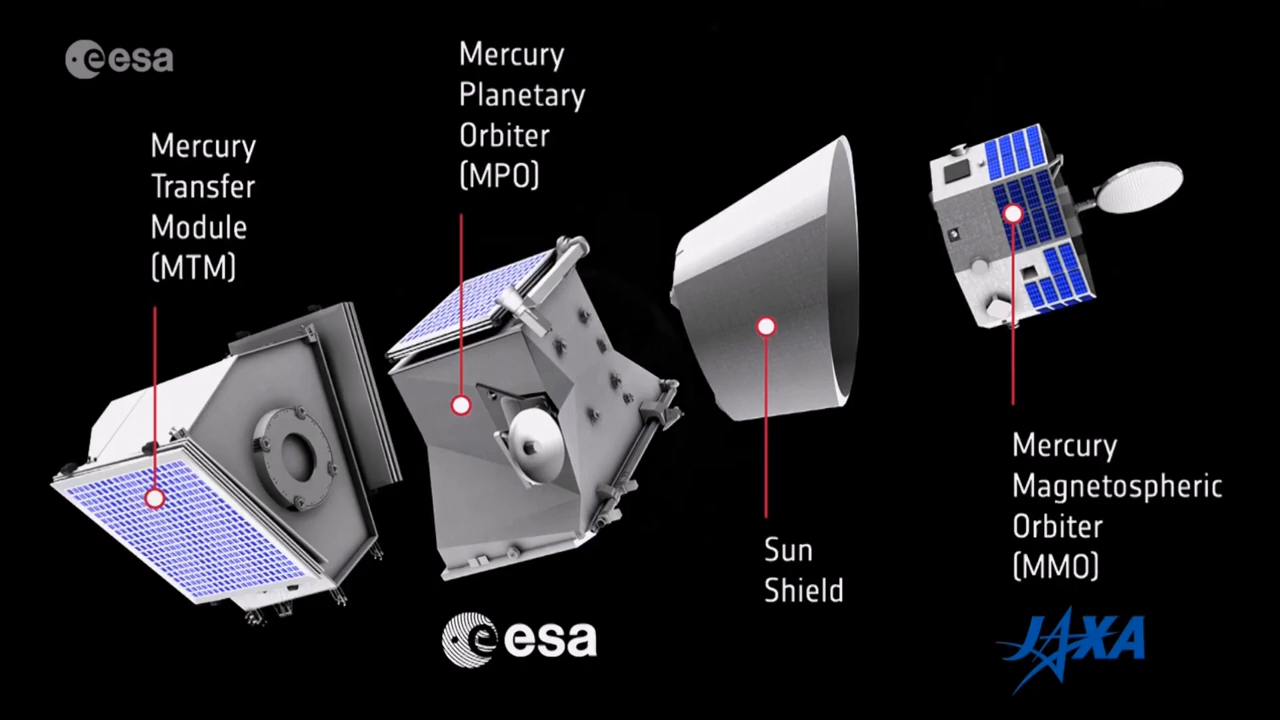 esa
Mercury
Transfer
Module
(MTM)
Mercury
Planetary
Orbiter
(MPO)
esa
Sun
Shield
Mercury
Magnetospheric
Orbiter
(MMO)
JAXA